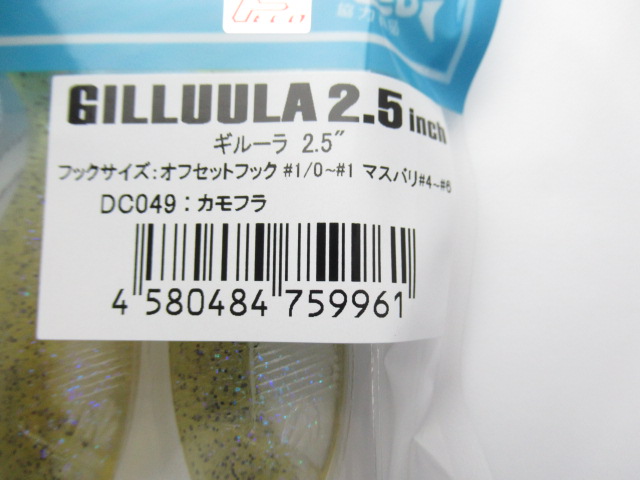 協力
GILLUULA 2.5 inch
ギルーラ 2.5"
フックサイズ:オフセットフック #1/0~#1 マスバリ#4~#6
DC049:カモフラ
4 580484 759961